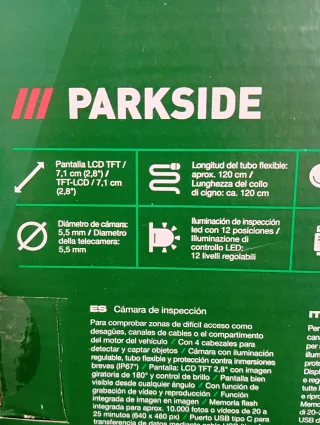 PARKSIDE
Pantalla LCD TFT /
7,1 cm (2,8") /
TFT-LCD / 7,1 cm
(2,8")
Longitud del tubo flexible:
aprox. 120 cm /
Lunghezza del collo
di cigno: ca. 120 cm
Diámetro de cámara:
5,5 mm / Diametro
della telecamera:
5,5 mm
Iluminación de inspección
led con 12 posiciones /
Illuminazione di
controllo LED:
12 livelli regolabili
ES Cámara de inspección
Para comprobar zonas de difícil acceso como
desagües, canales de cables o el compartimento
del motor del vehículo / Con 4 cabezales para
detectar y captar objetos / Cámara con iluminación
regulable, tubo flexible y protección contra inmersiones
breves (IP67*) / Pantalla: LCD TFT 2,8" con imagen
giratoria de 180° y control de brillo / Pantalla bien
visible desde cualquier ángulo / Con función de
grabación de vídeo y reproducción / Función
integrada de imagen en imagen / Memoria flash
integrada para aprox. 10.000 fotos o vídeos de 20 a
25 minutos (640 x 480 px) / Puerto USB tipo C para
IT